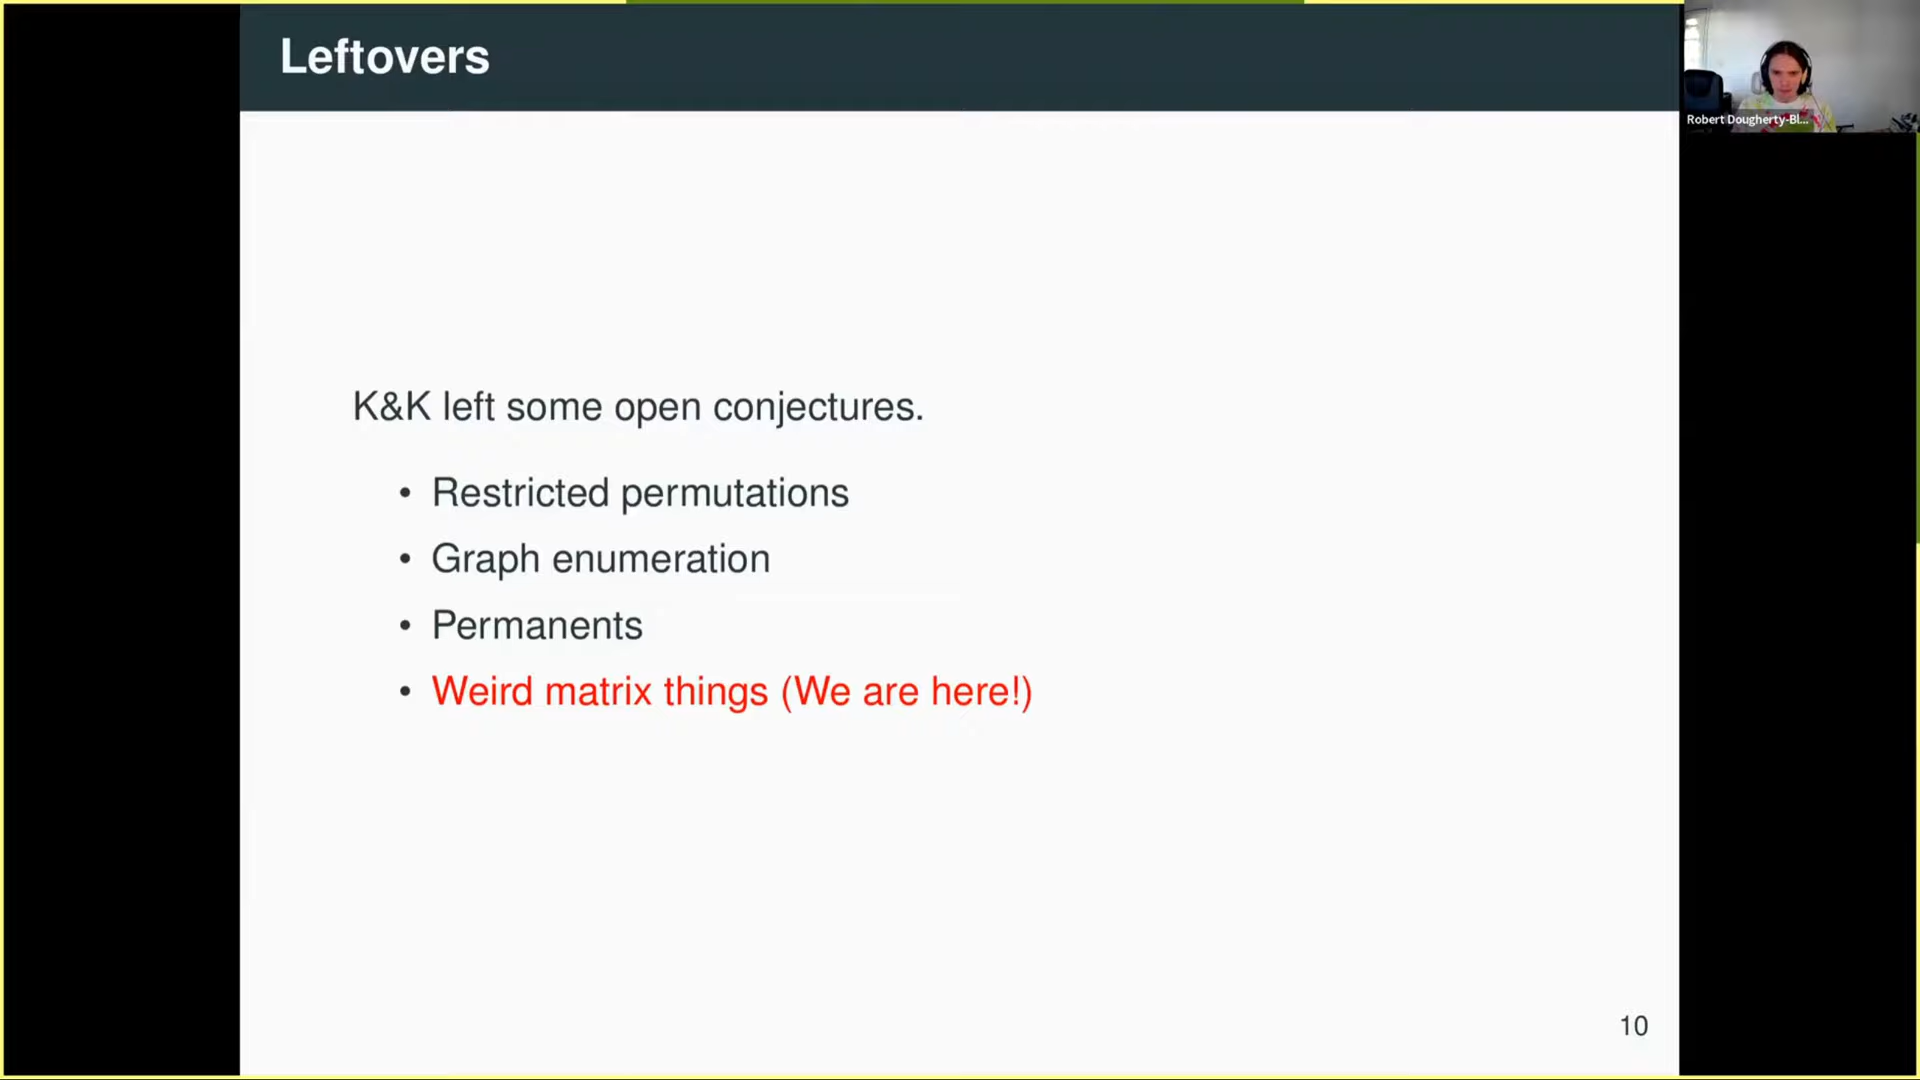 Leftovers
Robert Dougherty-Bl...
K&K left some open conjectures.
• Restricted permutations
• Graph enumeration
• Permanents
• Weird matrix things (We are here!)
10